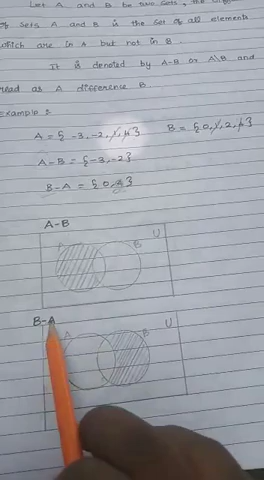 Let A and B be two sets, the
of sets A and B is the set of all elements
which are in A but not in B.
It is denoted by A-B or A\B and
read as A difference B
Example:
A = { -3, -2, 1, 4 } B = { 0, 1, 2, 4 }
A-B = { -3, -2 }
B-A = { 0, 2 }
A-B
A B U
B-A
A B U